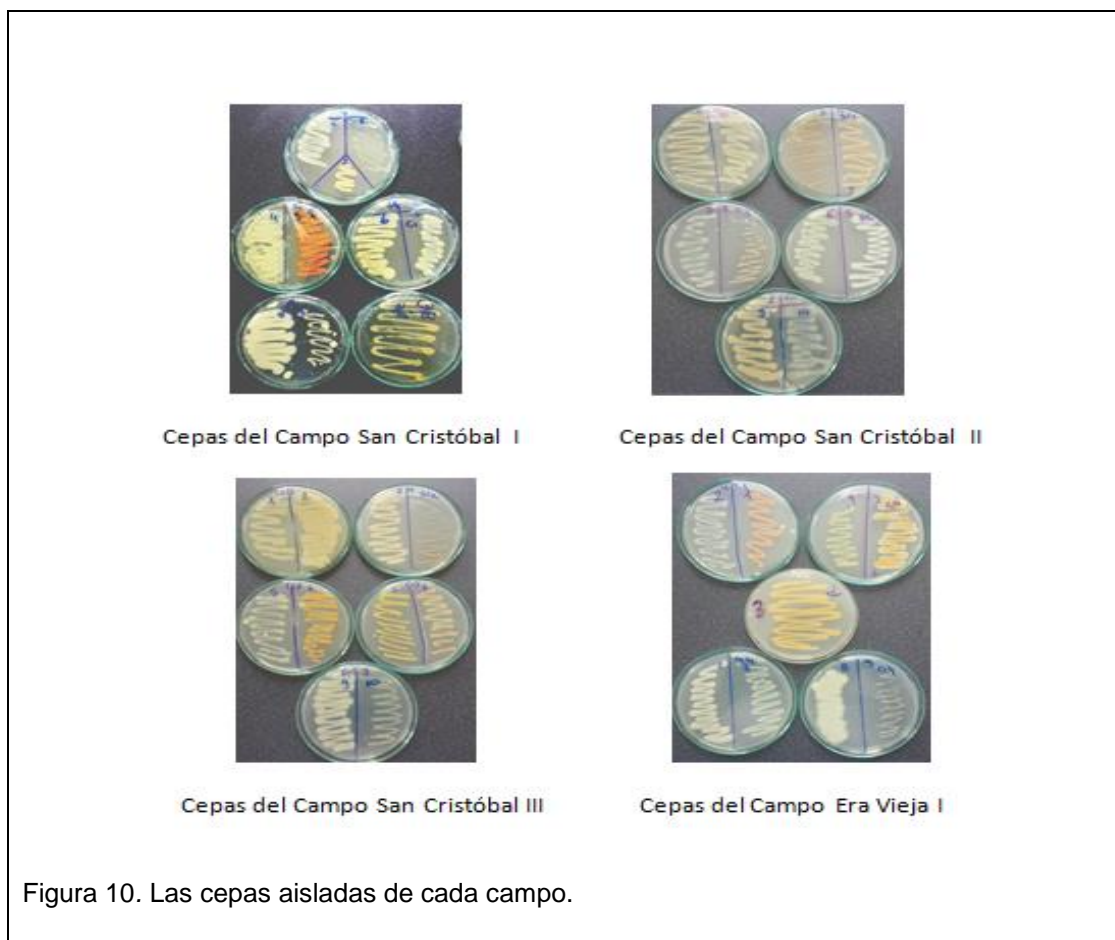 Cepas del Campo San Cristóbal I
Cepas del Campo San Cristóbal II
Cepas del Campo San Cristóbal III
Cepas del Campo Era Vieja I
Figura 10. Las cepas aisladas de cada campo.